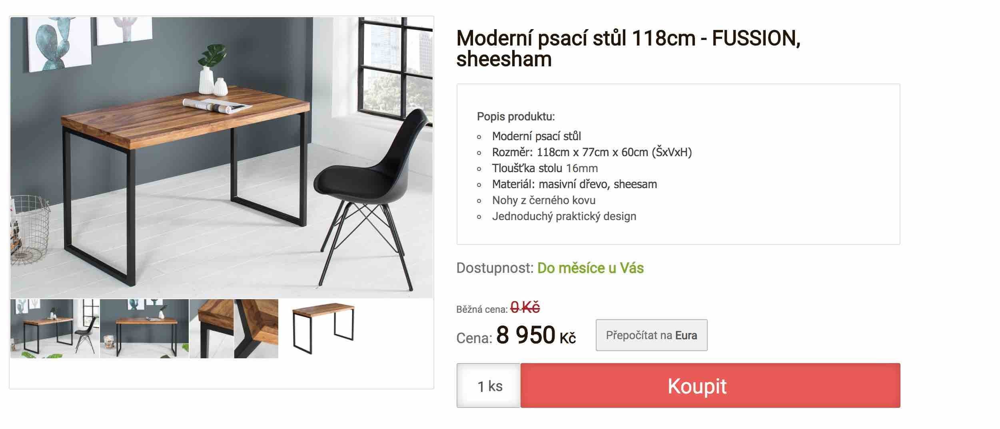 Moderní psací stůl 118cm - FUSSION,
sheesham
Popis produktu:
Moderní psací stůl
Rozměr: 118cm x 77cm x 60cm (ŠxVxH)
Tloušťka stolu 16mm
Materiál: masivní dřevo, sheesam
Nohy z černého kovu
Jednoduchý praktický design
Dostupnost: Do měsíce u Vás
Běžná cena: 0 Kč
Cena: 8 950 Kč
Přepočítat na Eura
1 ks
Koupit